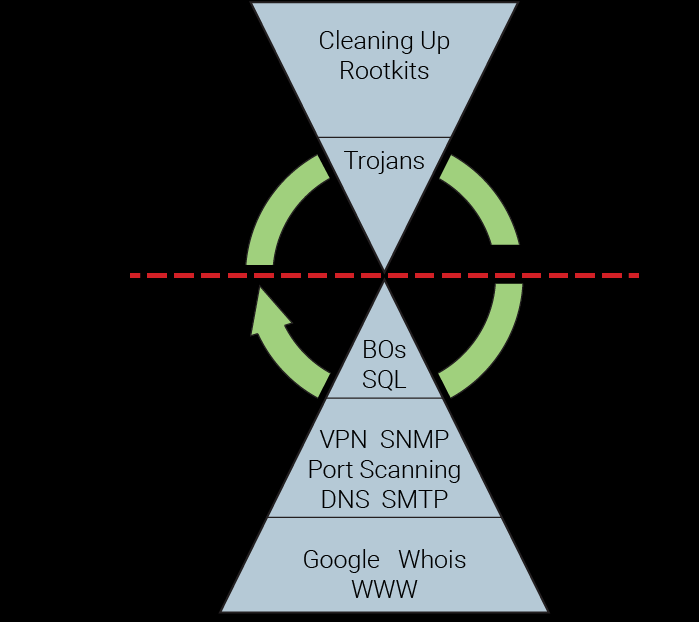 Cleaning Up
Rootkits
Trojans
BOs
SQL
VPN SNMP
Port Scanning
DNS SMTP
Google Whois
WWW